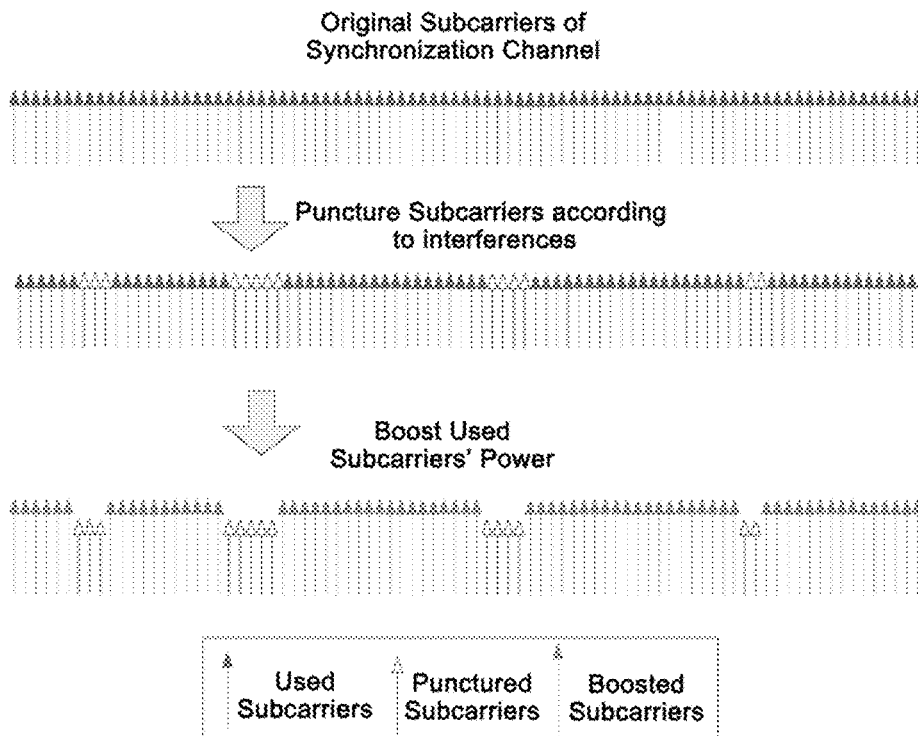 Original Subcarriers of
Synchronization Channel
Puncture Subcarriers according
to interferences
Boost Used
Subcarriers' Power
Used
Subcarriers
Punctured
Subcarriers
Boosted
Subcarriers